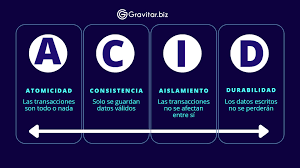 Gravitar.biz
A
C
I
D
ATOMICIDAD
Las transacciones
son todo o nada
CONSISTENCIA
Solo se guardan
datos válidos
AISLAMIENTO
Las transacciones
no se afectan
entre sí
DURABILIDAD
Los datos escritos
no se perderán